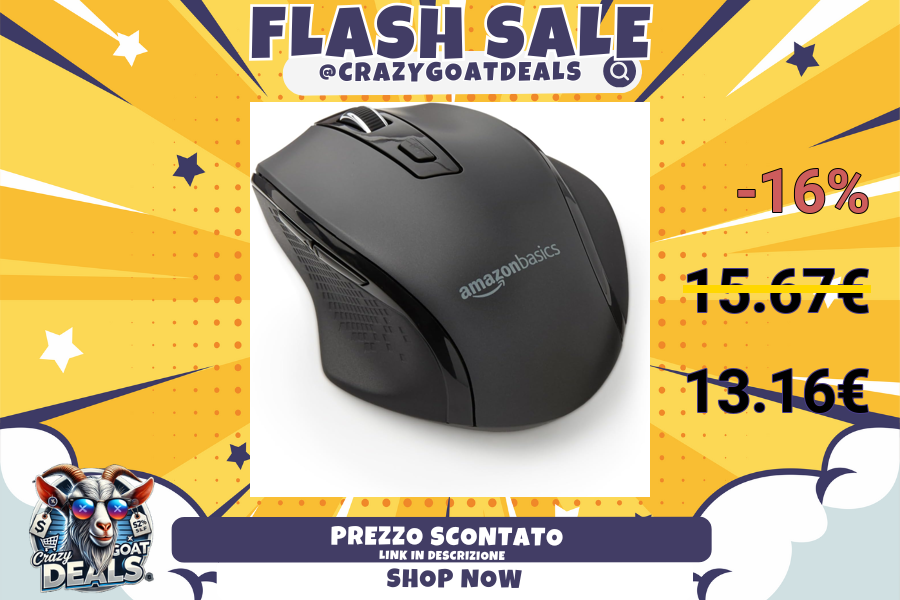 FLASH SALE
@CRAZYGOATDEALS
-16%
15.67€
13.16€
amazonbasics
$
52%
Crazy
GOAT
DEALS
PREZZO SCONTATO
LINK IN DESCRIZIONE
SHOP NOW